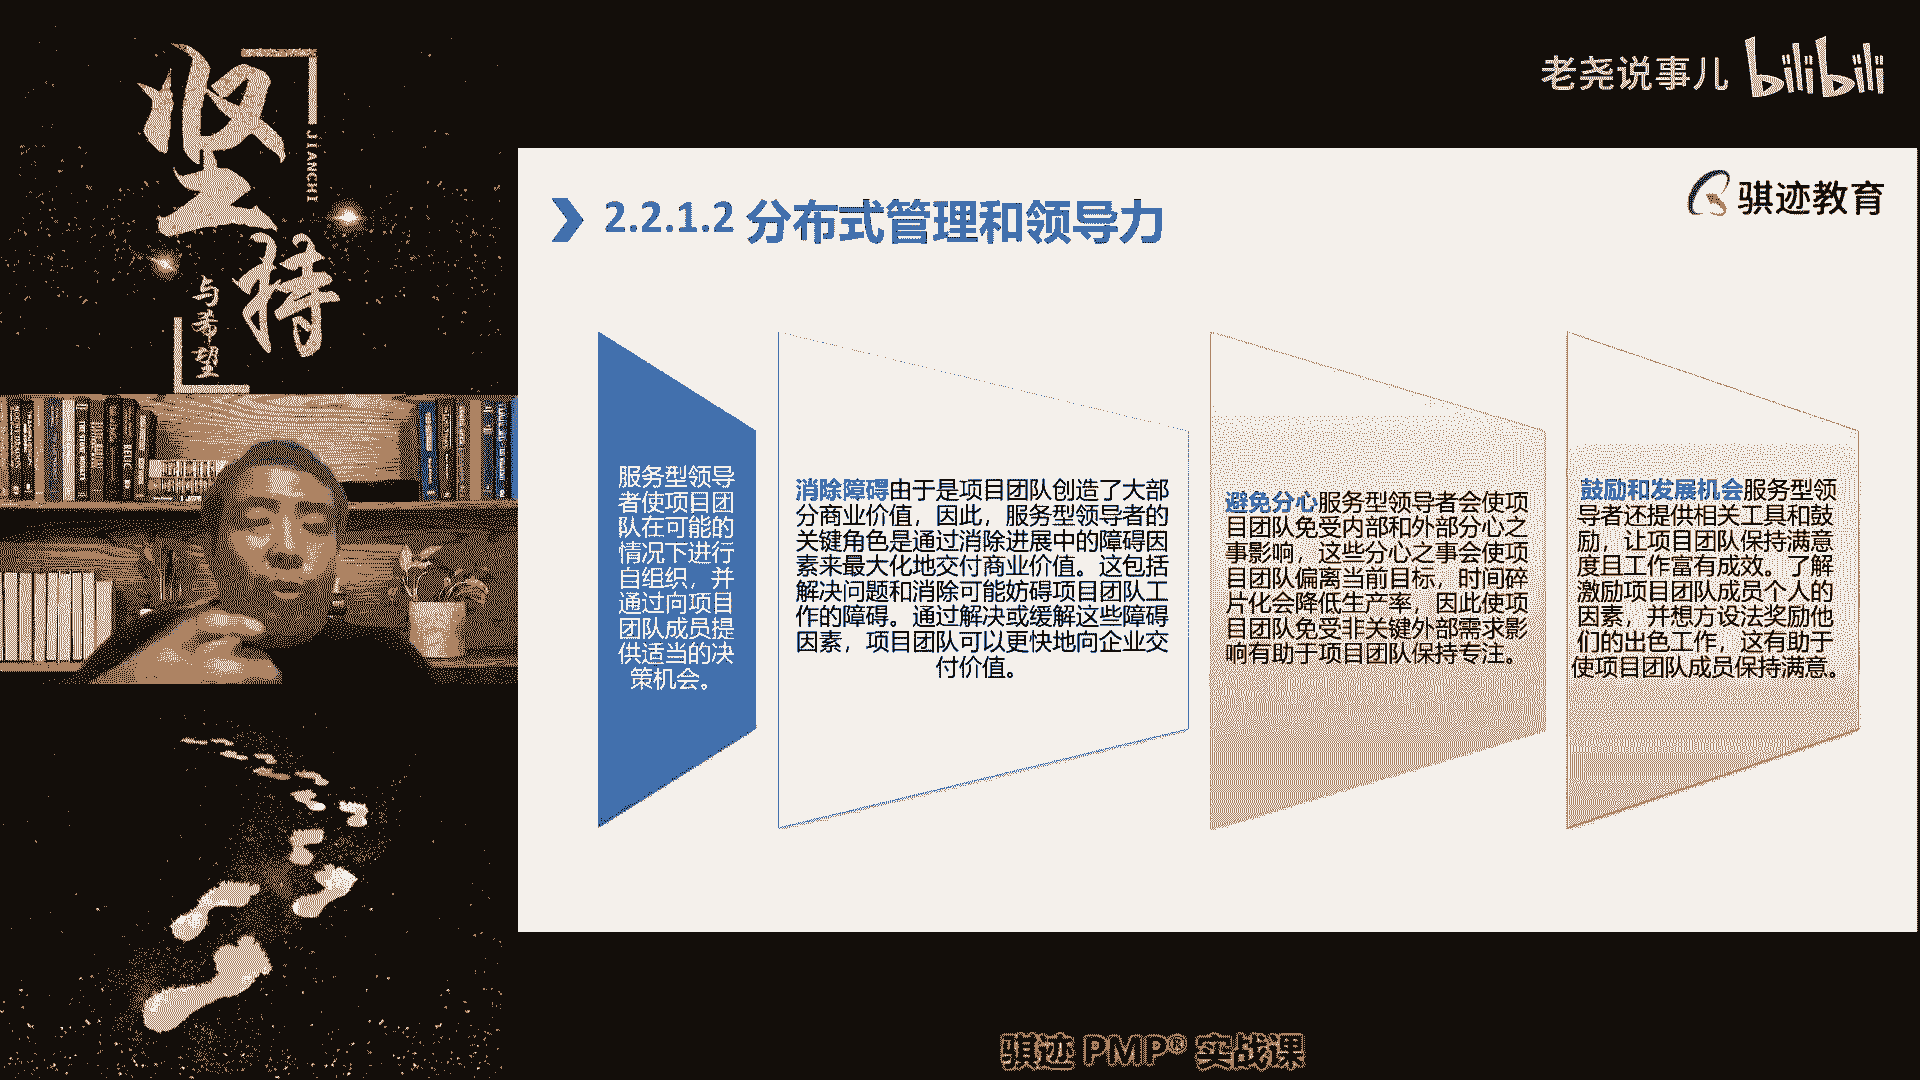 坚持
JIANCHI
与希望
老尧说事儿 bilibili
骐迹教育
2.2.1.2 分布式管理和领导力
服务型领导
者使项目团
队在可能的
情况下进行
自组织，并
通过向项目
团队成员提
供适当的决
策机会。
消除障碍由于是项目团队创造了大部
分商业价值，因此，服务型领导者的
关键角色是通过消除进展中的障碍因
素来最大化地交付商业价值。这包括
解决问题和消除可能妨碍项目团队工
作的障碍。通过解决或缓解这些障碍
因素，项目团队可以更快地向企业交
付价值。
避免分心服务型领导者会使项
目团队免受内部和外部分心之
事影响，这些分心之事会使项
目团队偏离当前目标，时间碎
片化会降低生产率，因此使项
目团队免受非关键外部需求影
响有助于项目团队保持专注。
鼓励和发展机会服务型领
导者还提供相关工具和鼓
励，让项目团队保持满意
度且工作富有成效。了解
激励项目团队成员个人的
因素，并想方设法奖励他
们的出色工作，这有助于
使项目团队成员保持满意。
骐迹 PMP® 实战课